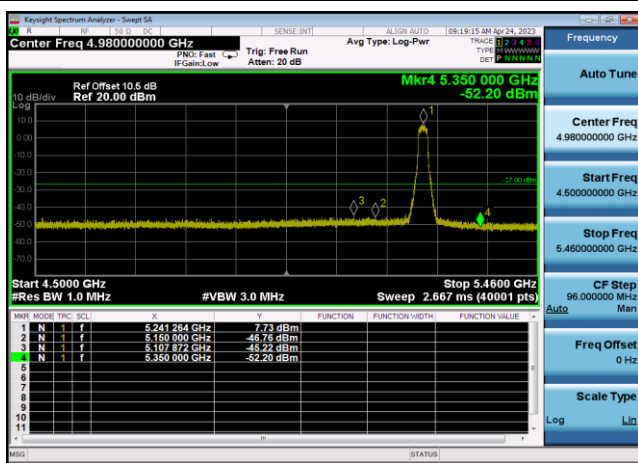 Keysight Spectrum Analyzer - Swept SA
R RF 50 Ω DC SENSE:INT ALIGN AUTO 09:19:15 AM Apr 24, 2023
Center Freq 4.980000000 GHz
PNO: Fast
IFGain:Low
Trig: Free Run
Atten: 20 dB
Avg Type: Log-Pwr
TRACE 1 2 3 4 5 6
TYPE MWWWWW
DET P N N N N N
Ref Offset 10.5 dB
10 dB/div Ref 20.00 dBm
Log
Mkr4 5.350 000 GHz
-52.20 dBm
10.0
0.00
-10.0
-20.0
-30.0
-40.0
-50.0
-60.0
-70.0
1
-27.00 dBm
3
2
4
Start 4.5000 GHz Stop 5.4600 GHz
#Res BW 1.0 MHz #VBW 3.0 MHz Sweep 2.667 ms (40001 pts)
MKR MODE TRC SCL X Y FUNCTION FUNCTION WIDTH FUNCTION VALUE
1 N 1 f 5.241 264 GHz 7.73 dBm
2 N 1 f 5.150 000 GHz -46.76 dBm
3 N 1 f 5.107 872 GHz -45.22 dBm
4 N 1 f 5.350 000 GHz -52.20 dBm
5
6
7
8
9
10
11
MSG STATUS
Frequency
Auto Tune
Center Freq
4.980000000 GHz
Start Freq
4.500000000 GHz
Stop Freq
5.460000000 GHz
CF Step
96.000000 MHz
Auto Man
Freq Offset
0 Hz
Scale Type
Log Lin